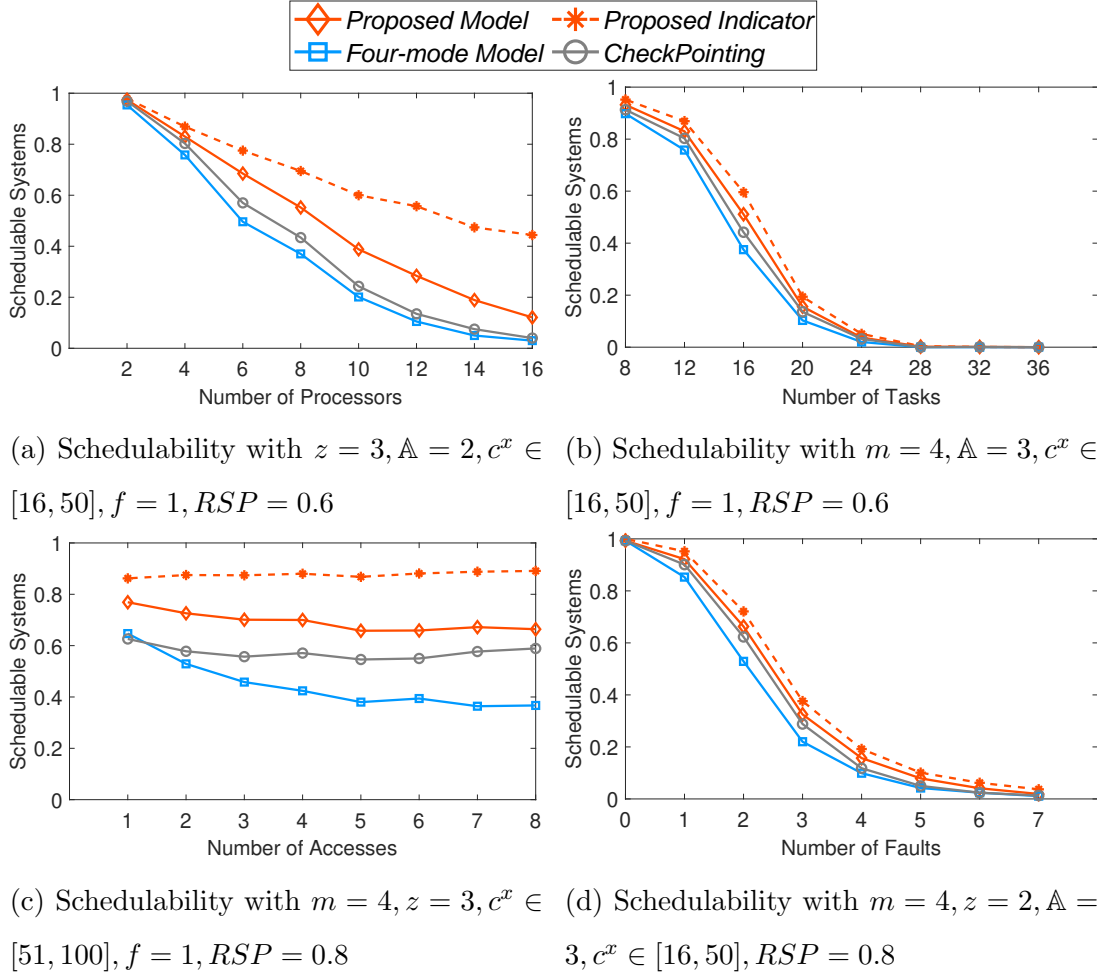 Proposed Model Proposed Indicator
Four-mode Model CheckPointing
1
0.8
0.6
0.4
0.2
0
Schedulable Systems
2 4 6 8 10 12 14 16
Number of Processors
1
0.8
0.6
0.4
0.2
0
Schedulable Systems
8 12 16 20 24 28 32 36
Number of Tasks
(a) Schedulability with z = 3, 𝔸 = 2, c^x ∈
[16, 50], f = 1, RSP = 0.6
(b) Schedulability with m = 4, 𝔸 = 3, c^x ∈
[16, 50], f = 1, RSP = 0.6
1
0.8
0.6
0.4
0.2
0
Schedulable Systems
1 2 3 4 5 6 7 8
Number of Accesses
1
0.8
0.6
0.4
0.2
0
Schedulable Systems
0 1 2 3 4 5 6 7
Number of Faults
(c) Schedulability with m = 4, z = 3, c^x ∈
[51, 100], f = 1, RSP = 0.8
(d) Schedulability with m = 4, z = 2, 𝔸 =
3, c^x ∈ [16, 50], RSP = 0.8